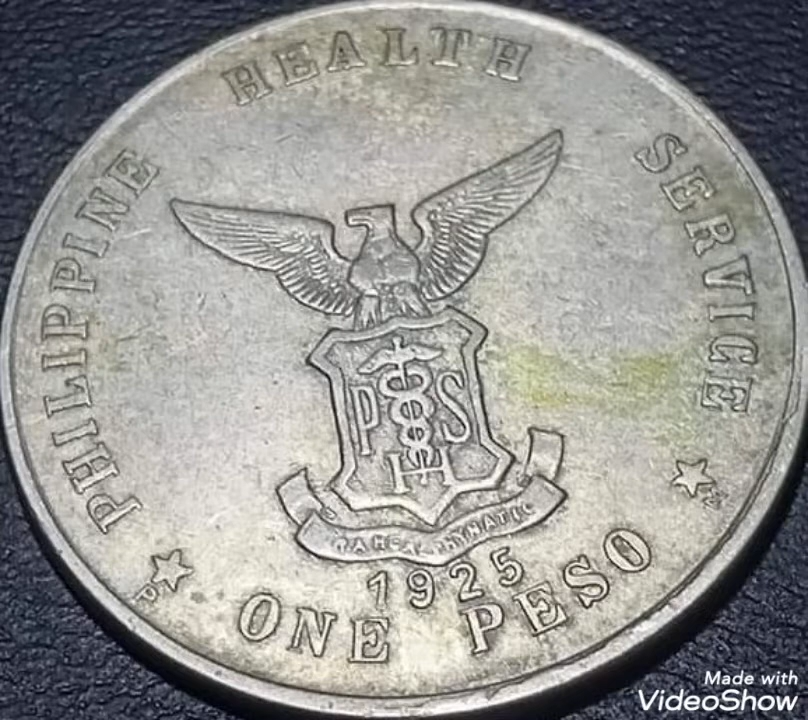 PHILIPPINE HEALTH SERVICE
P S
H
1925
P
ONE PESO
Made with
VideoShow